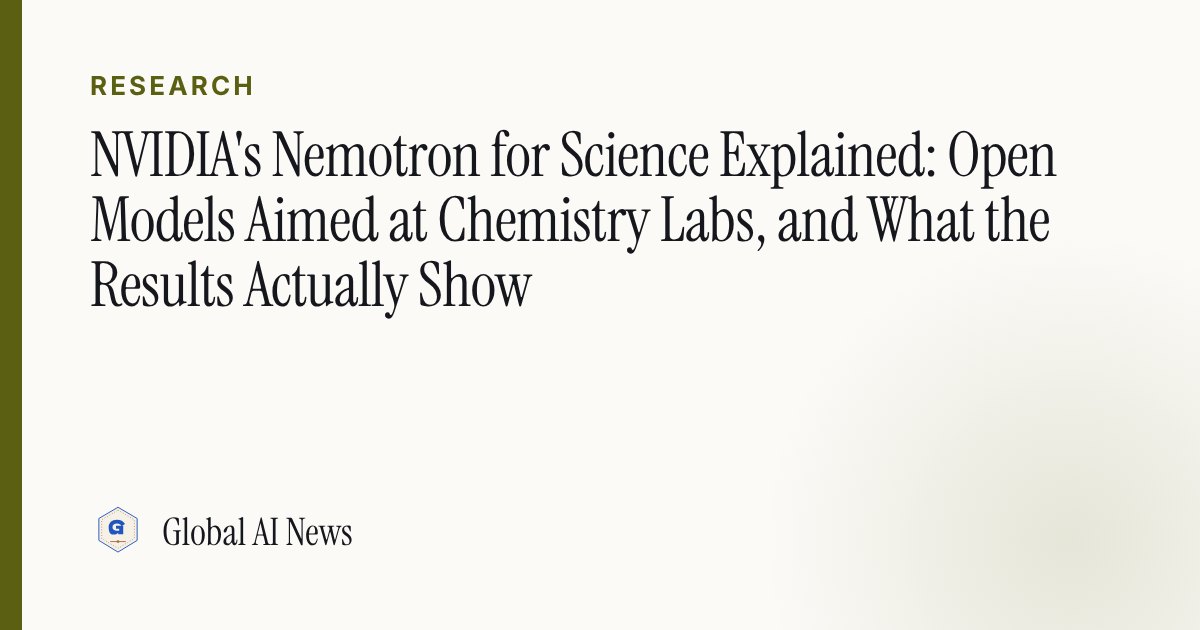 RESEARCH
NVIDIA's Nemotron for Science Explained: Open
Models Aimed at Chemistry Labs, and What the
Results Actually Show
G
Global AI News